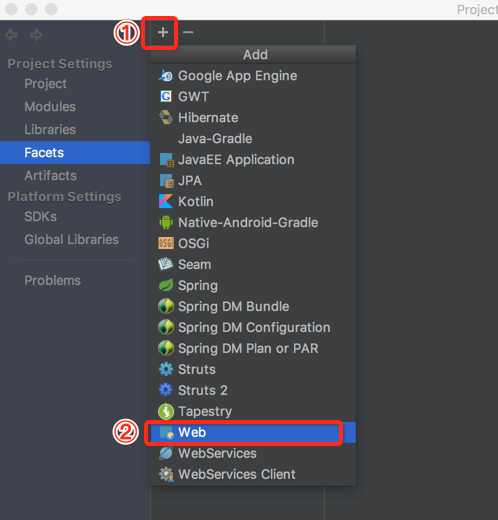 Project
①
+ −
Project Settings
Project
Modules
Libraries
Facets
Artifacts
Platform Settings
SDKs
Global Libraries
Problems
Add
Google App Engine
G GWT
Hibernate
Java-Gradle
JavaEE Application
JPA
Kotlin
Native-Android-Gradle
OSGi OSGi
Seam
Spring
Spring DM Bundle
Spring DM Configuration
Spring DM Plan or PAR
Struts
Struts 2
Tapestry
② Web
WebServices
WebServices Client